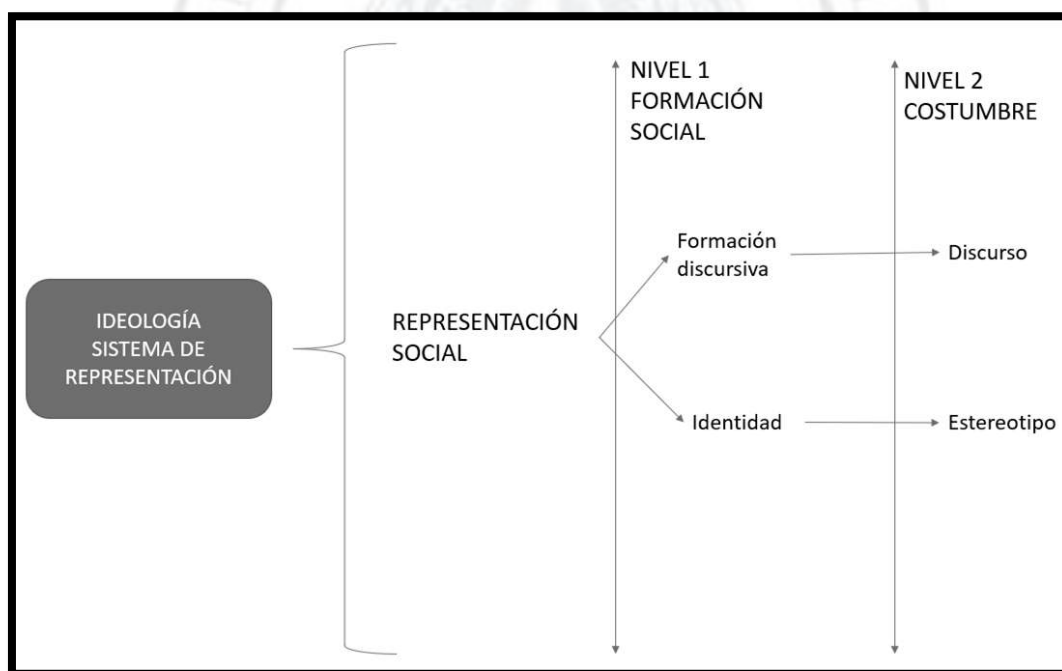 IDEOLOGÍA
SISTEMA DE
REPRESENTACIÓN
REPRESENTACIÓN
SOCIAL
NIVEL 1
FORMACIÓN
SOCIAL
Formación
discursiva
Identidad
NIVEL 2
COSTUMBRE
Discurso
Estereotipo